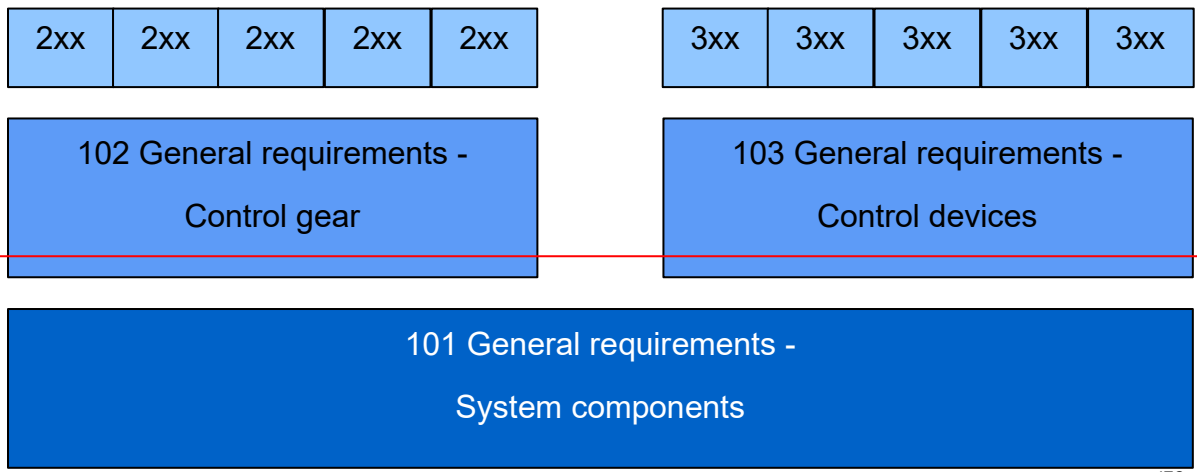 2xx 2xx 2xx 2xx 2xx 3xx 3xx 3xx 3xx 3xx
102 General requirements -
Control gear
103 General requirements -
Control devices
101 General requirements -
System components